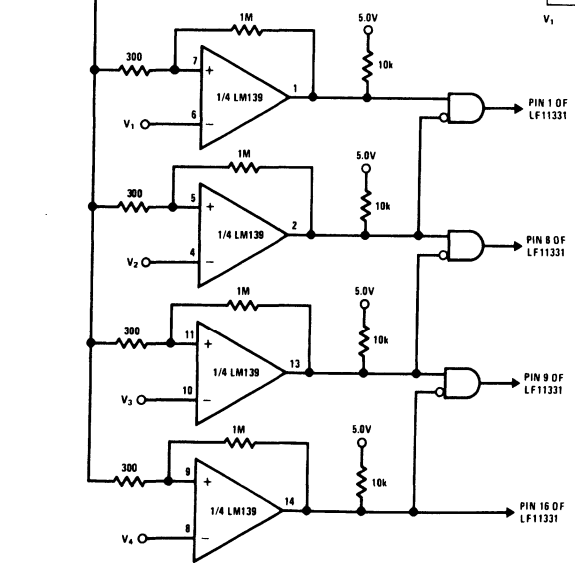 V₁
5.0V
1M
300
10k
7
+
1
1/4 LM139
PIN 1 OF
LF11331
6
−
V₁
5.0V
1M
300
10k
5
+
2
1/4 LM139
PIN 8 OF
LF11331
4
−
V₂
5.0V
1M
300
10k
11
+
13
1/4 LM139
PIN 9 OF
LF11331
10
−
V₃
5.0V
1M
300
10k
9
+
14
1/4 LM139
PIN 16 OF
LF11331
8
−
V₄